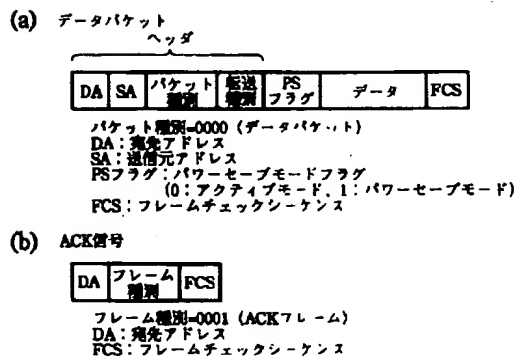 (a) データパケット
ヘッダ
DA SA パケット種別 転送種別 PSフラグ データ FCS
パケット種別=0000 (データパケット)
DA:宛先アドレス
SA:送信元アドレス
PSフラグ:パワーセーブモードフラグ
(0:アクティブモード、1:パワーセーブモード)
FCS:フレームチェックシーケンス
(b) ACK信号
DA フレーム種別 FCS
フレーム種別=0001 (ACKフレーム)
DA:宛先アドレス
FCS:フレームチェックシーケンス